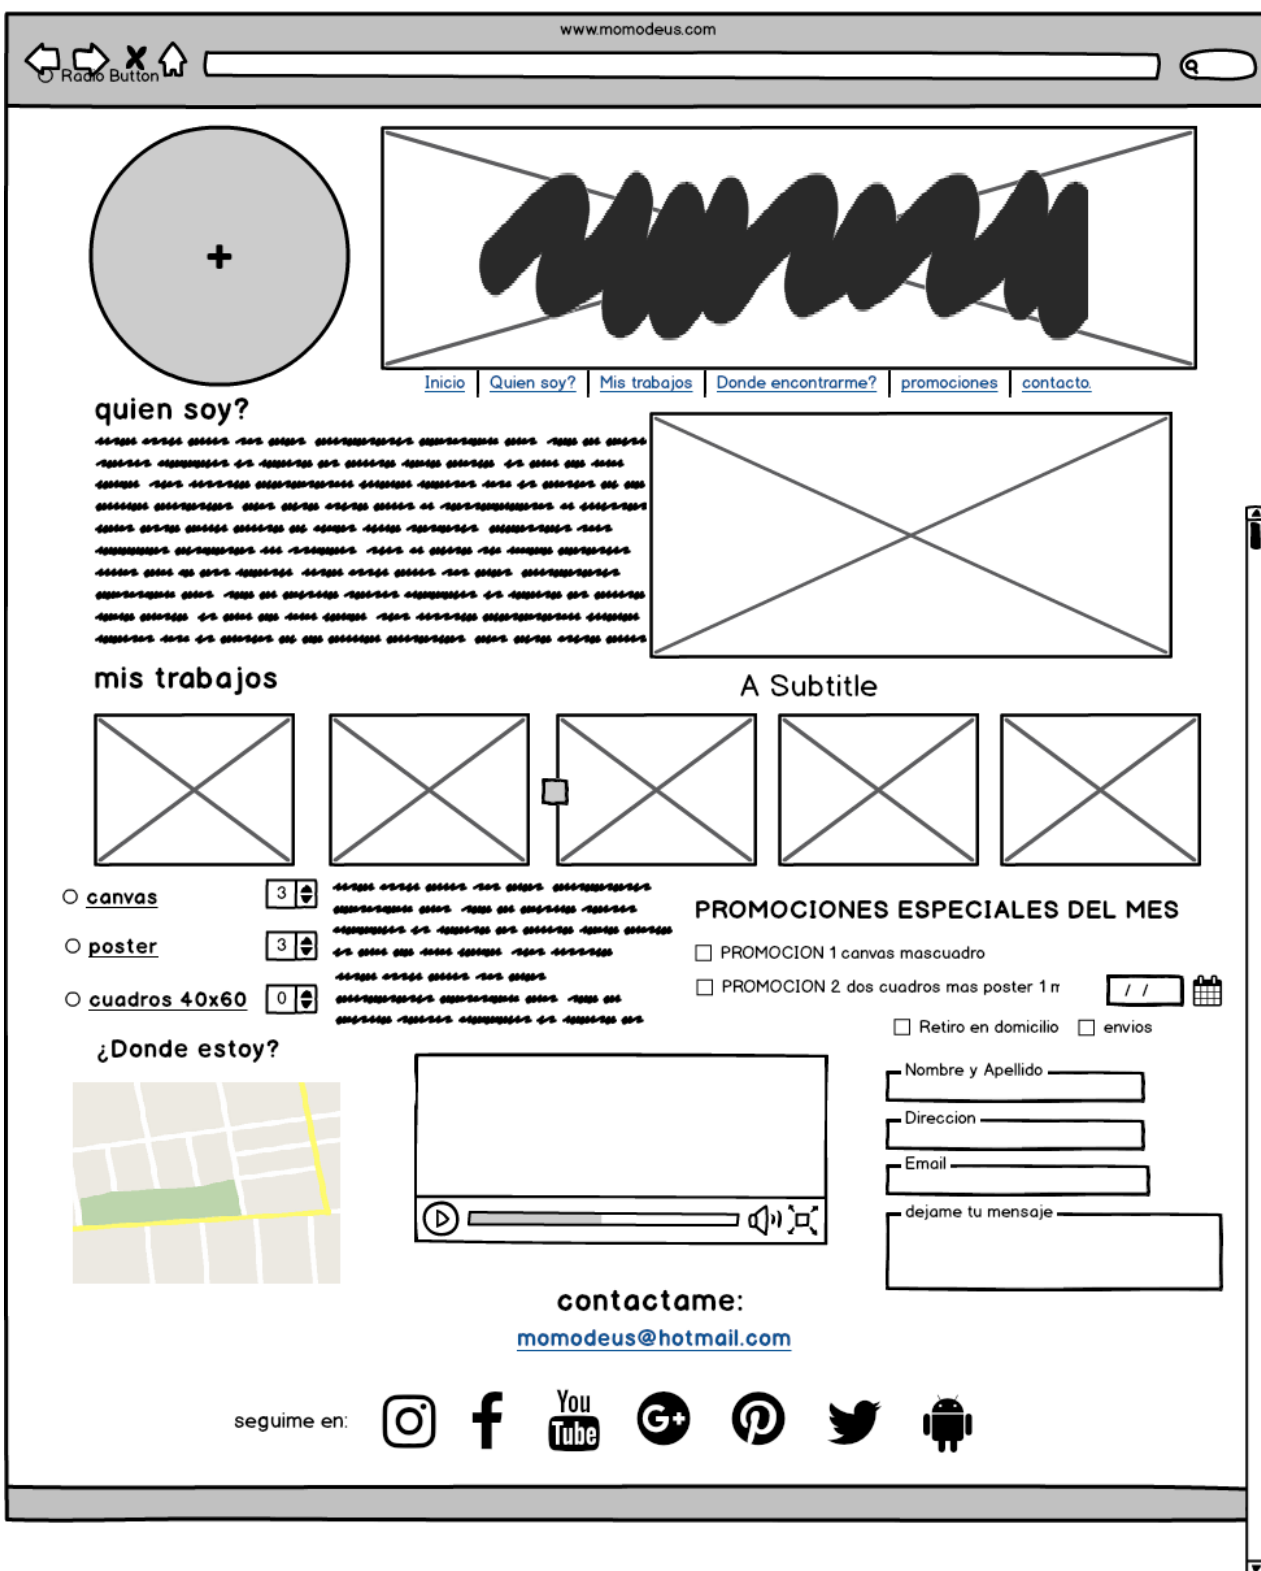 www.momodeus.com
Radio Button
Inicio Quien soy? Mis trabajos Donde encontrarme? promociones contacto.
quien soy?
mis trabajos
A Subtitle
canvas 3
poster 3
cuadros 40x60 0
PROMOCIONES ESPECIALES DEL MES
PROMOCION 1 canvas mascuadro
PROMOCION 2 dos cuadros mas poster 1
/ /
Retiro en domicilio envios
¿Donde estoy?
Nombre y Apellido
Direccion
Email
dejame tu mensaje
contactame:
momodeus@hotmail.com
seguime en:
You
Tube
G+